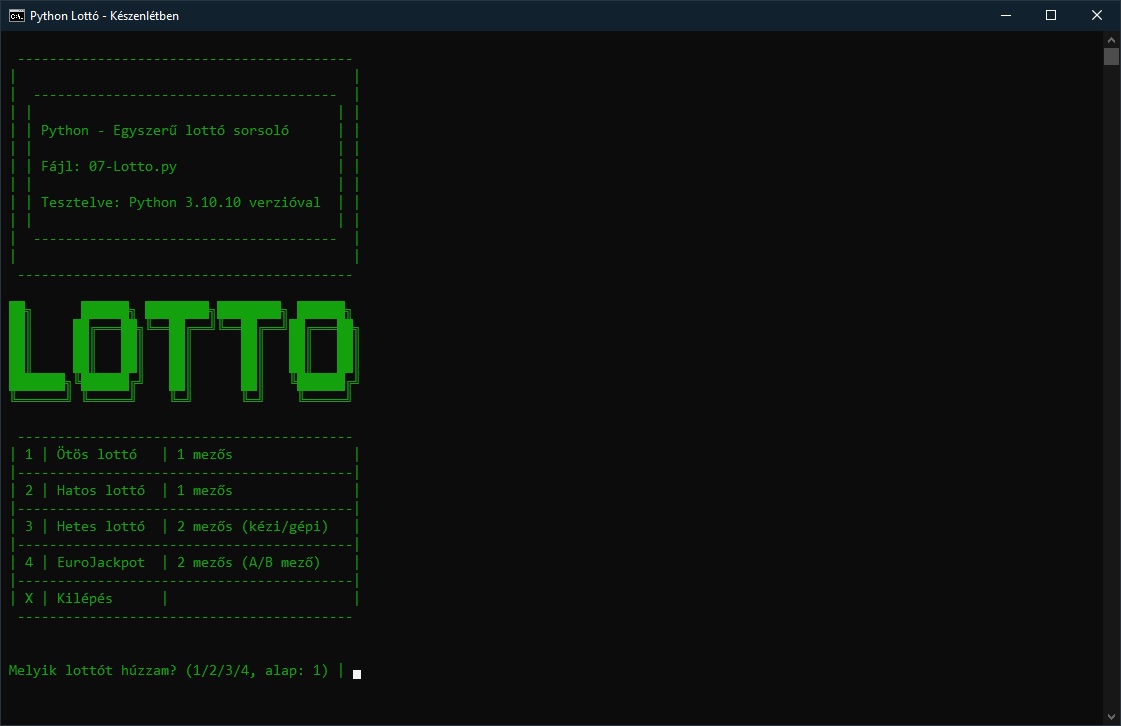 Python Lottó - Készenlétben
Python - Egyszerű lottó sorsoló
Fájl: 07-Lotto.py
Tesztelve: Python 3.10.10 verzióval
LOTTO
| 1 | Ötös lottó | 1 mezős |
| 2 | Hatos lottó | 1 mezős |
| 3 | Hetes lottó | 2 mezős (kézi/gépi) |
| 4 | EuroJackpot | 2 mezős (A/B mező) |
| X | Kilépés | |
Melyik lottót húzzam? (1/2/3/4, alap: 1) |